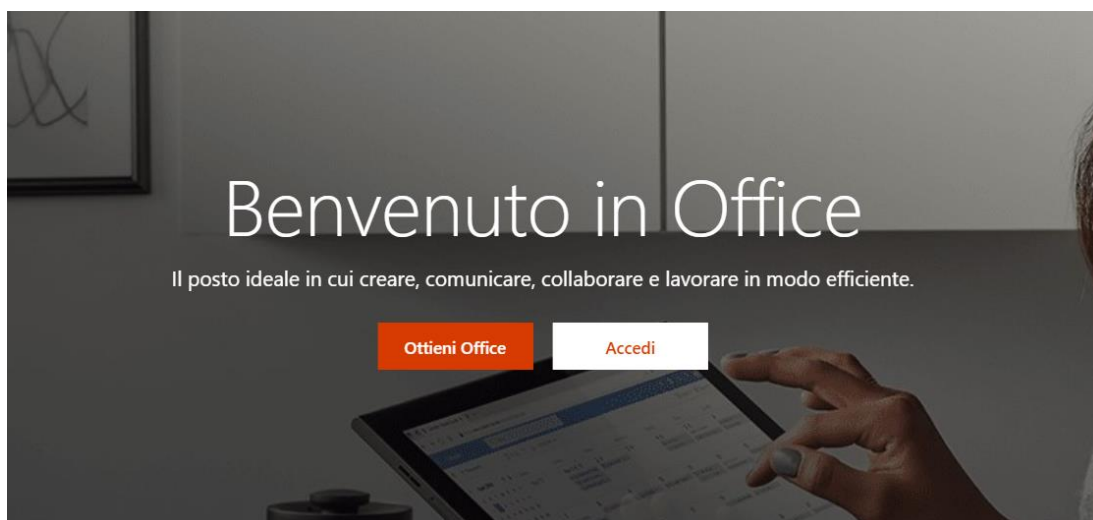 Benvenuto in Office
Il posto ideale in cui creare, comunicare, collaborare e lavorare in modo efficiente.
Ottieni Office
Accedi